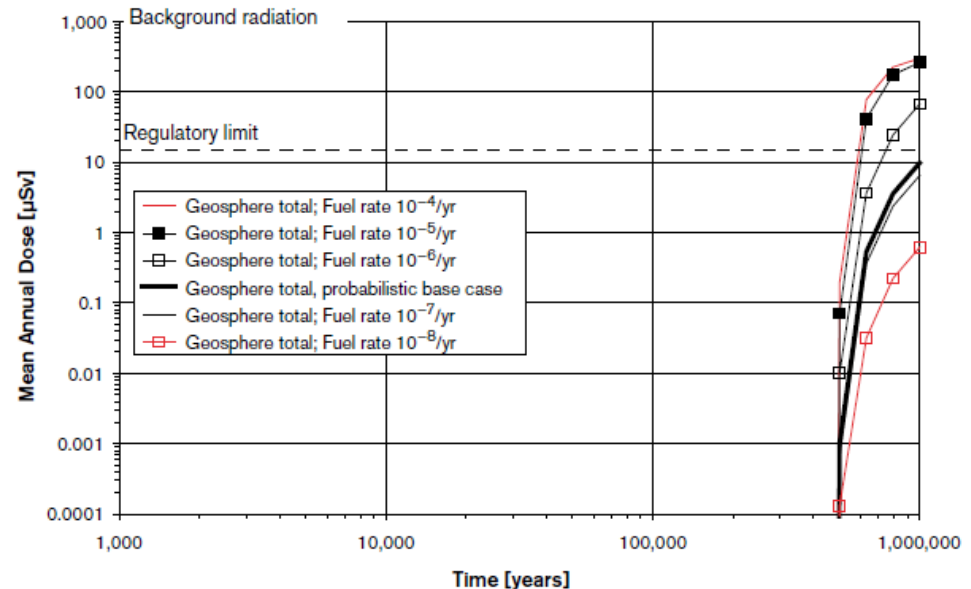 Background radiation
1,000
100
Regulatory limit
10
1
0.1
0.01
0.001
0.0001
Mean Annual Dose [µSv]
Geosphere total; Fuel rate 10⁻⁴/yr
Geosphere total; Fuel rate 10⁻⁵/yr
Geosphere total; Fuel rate 10⁻⁶/yr
Geosphere total, probabilistic base case
Geosphere total; Fuel rate 10⁻⁷/yr
Geosphere total; Fuel rate 10⁻⁸/yr
1,000
10,000
100,000
1,000,000
Time [years]